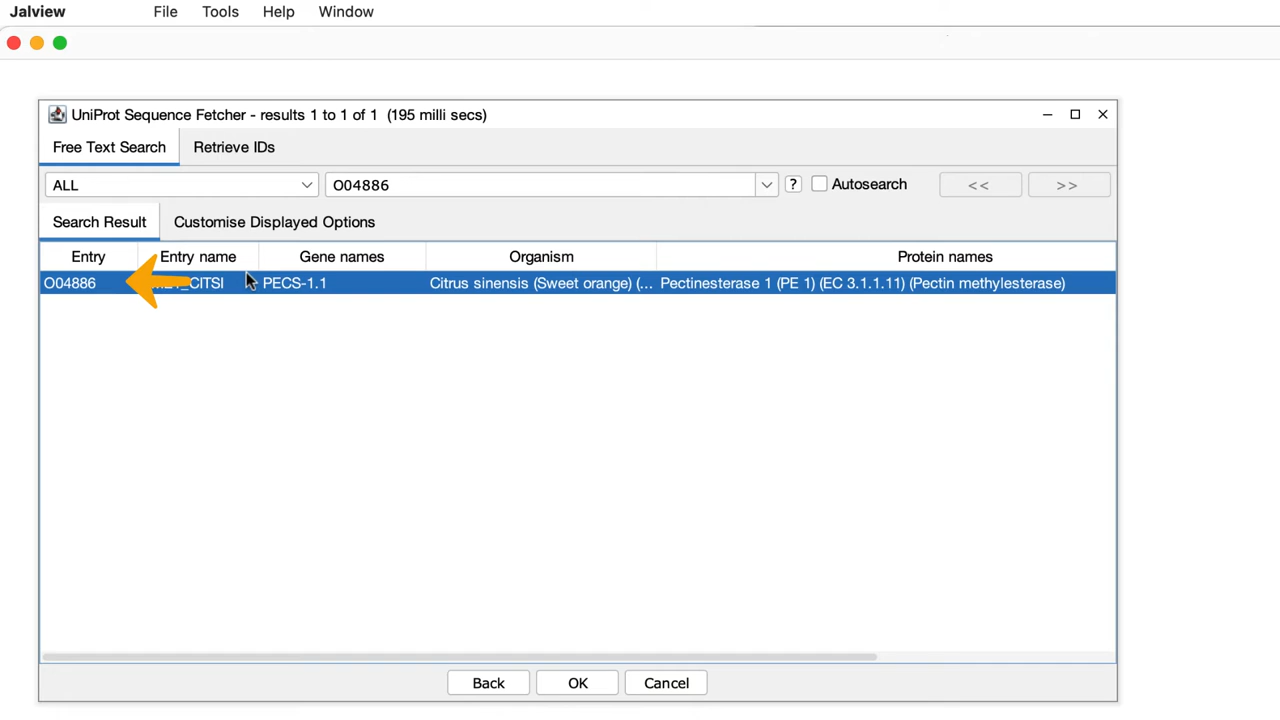 Jalview File Tools Help Window
UniProt Sequence Fetcher - results 1 to 1 of 1 (195 milli secs)
Free Text Search Retrieve IDs
ALL O04886 ? Autosearch << >>
Search Result Customise Displayed Options
Entry Entry name Gene names Organism Protein names
O04886 _CITSI PECS-1.1 Citrus sinensis (Sweet orange) (... Pectinesterase 1 (PE 1) (EC 3.1.1.11) (Pectin methylesterase)
Back OK Cancel